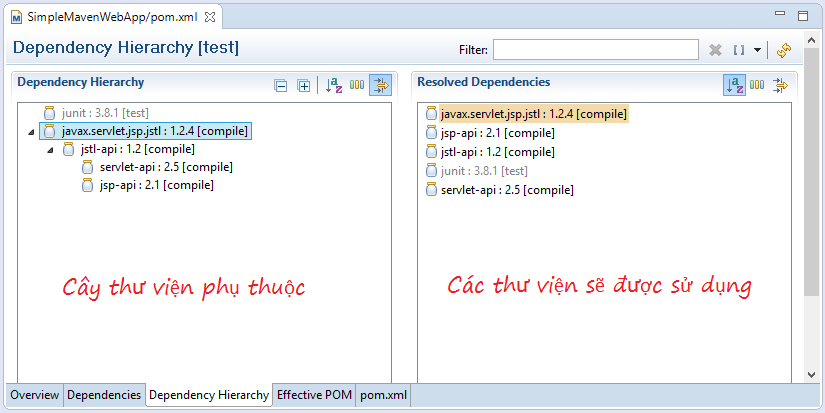 SimpleMavenWebApp/pom.xml
Dependency Hierarchy [test]
Filter:
Dependency Hierarchy
junit : 3.8.1 [test]
javax.servlet.jsp.jstl : 1.2.4 [compile]
jstl-api : 1.2 [compile]
servlet-api : 2.5 [compile]
jsp-api : 2.1 [compile]
Cây thư viện phụ thuộc
Resolved Dependencies
javax.servlet.jsp.jstl : 1.2.4 [compile]
jsp-api : 2.1 [compile]
jstl-api : 1.2 [compile]
junit : 3.8.1 [test]
servlet-api : 2.5 [compile]
Các thư viện sẽ được sử dụng
Overview Dependencies Dependency Hierarchy Effective POM pom.xml